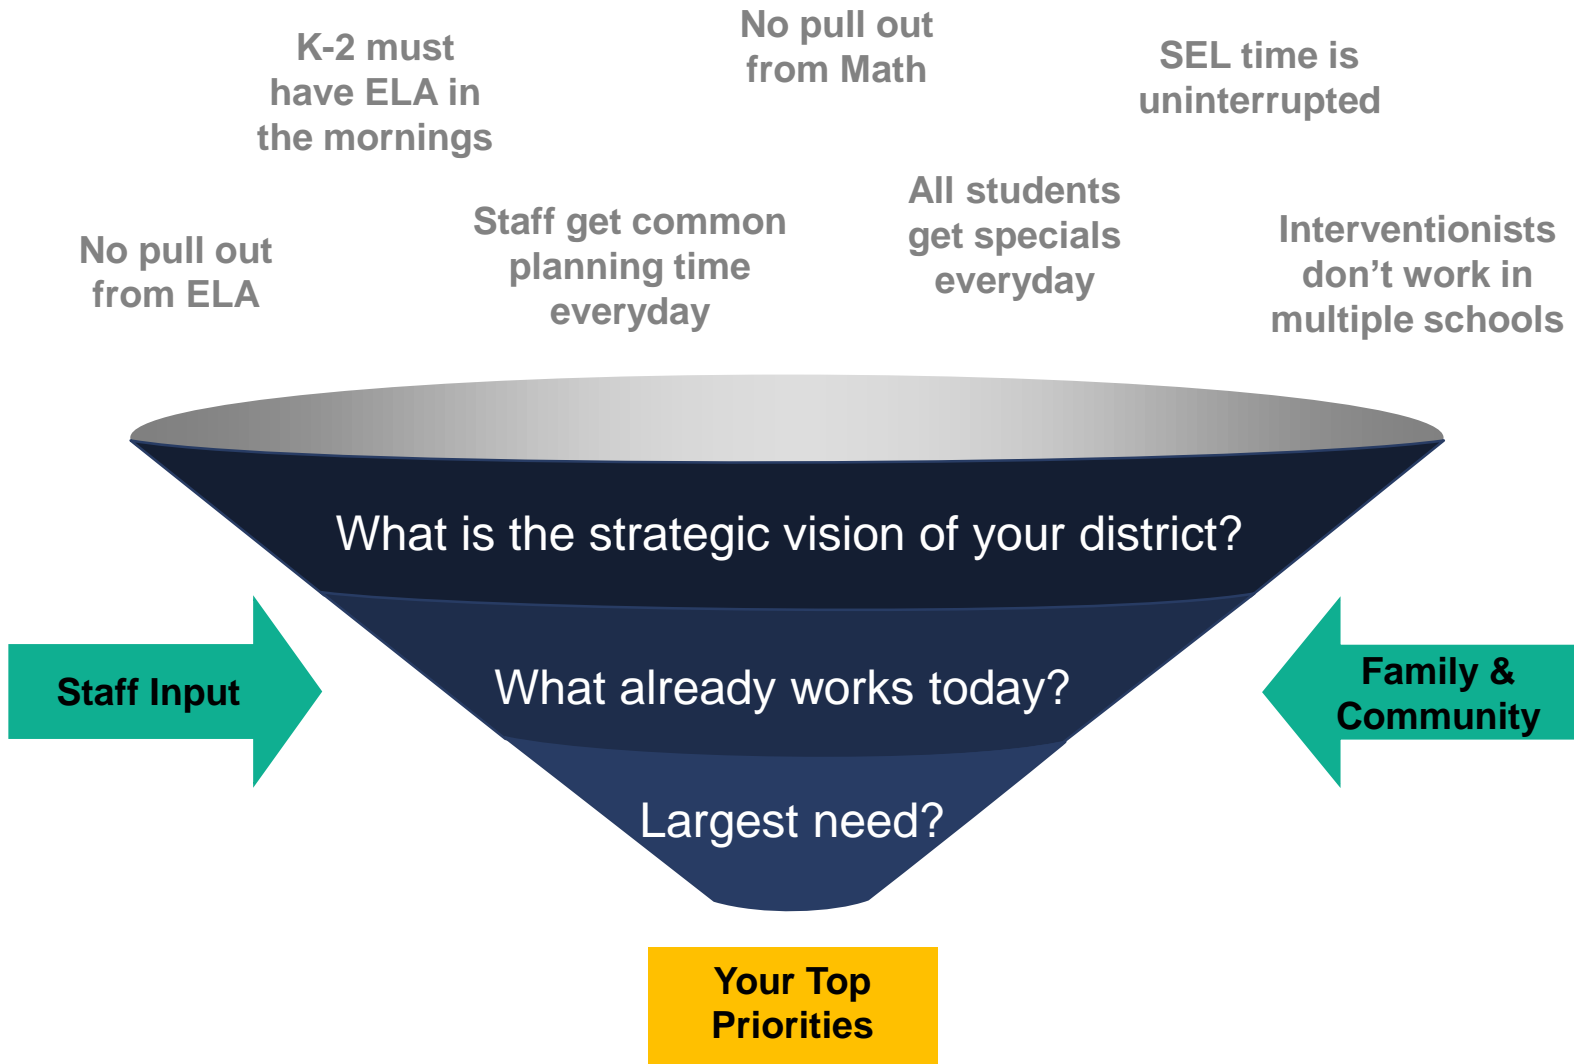 No pull out
from Math
K-2 must
have ELA in
the mornings
SEL time is
uninterrupted
All students
get specials
everyday
Staff get common
planning time
everyday
No pull out
from ELA
Interventionists
don’t work in
multiple schools
What is the strategic vision of your district?
Staff Input
What already works today?
Family &
Community
Largest need?
Your Top
Priorities